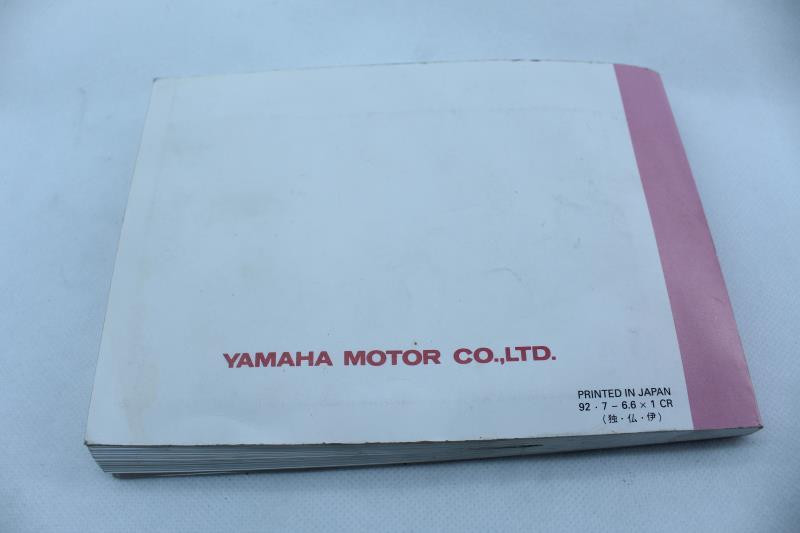 YAMAHA MOTOR CO.,LTD.
PRINTED IN JAPAN
92・7－6.6×1 CR
(独・仏・伊)